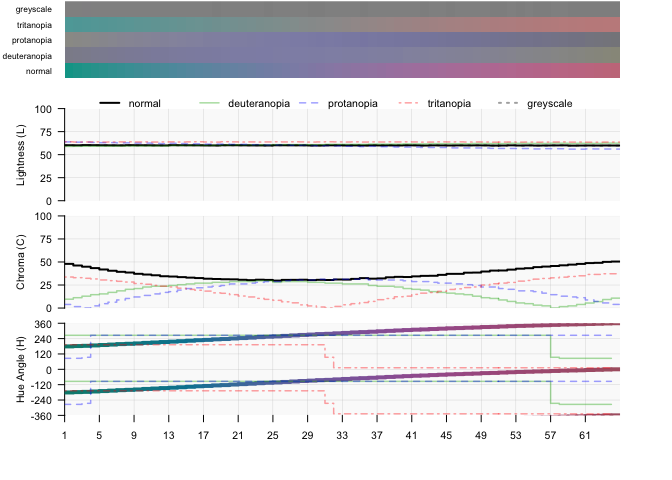 greyscale
tritanopia
protanopia
deuteranopia
normal
normal deuteranopia protanopia tritanopia greyscale
100
75
50
25
0
Lightness (L)
100
75
50
25
0
Chroma (C)
360
240
120
0
-120
-240
-360
Hue Angle (H)
1 5 9 13 17 21 25 29 33 37 41 45 49 53 57 61